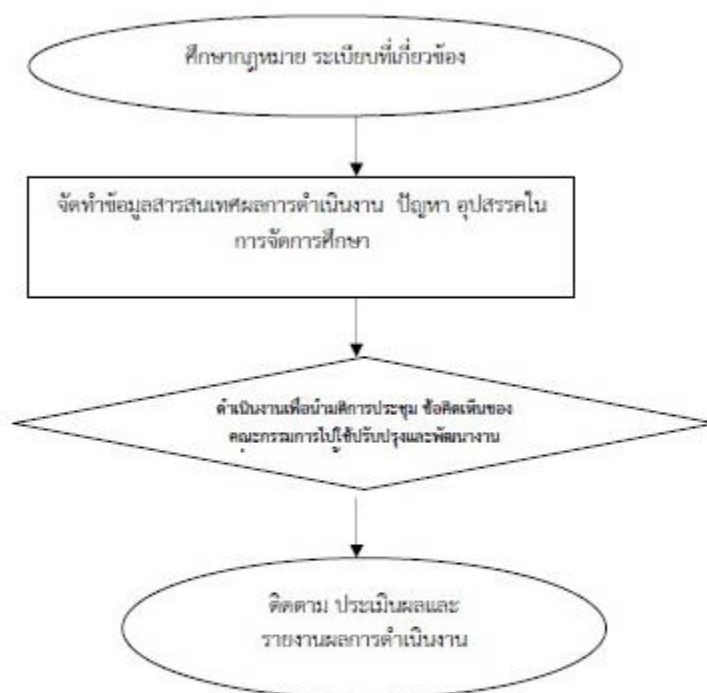 ศึกษากฎหมาย ระเบียบที่เกี่ยวข้อง
จัดทำข้อมูลสารสนเทศผลการดำเนินงาน ปัญหา อุปสรรคใน
การจัดการศึกษา
ดำเนินงานเพื่อนำมติการประชุม ข้อคิดเห็นของ
คณะกรรมการไปใช้ปรับปรุงและพัฒนางาน
ติดตาม ประเมินผลและ
รายงานผลการดำเนินงาน